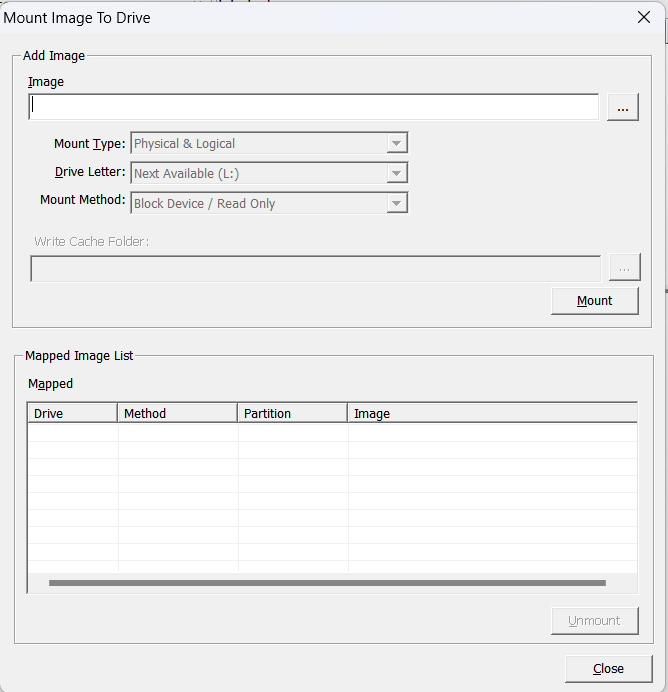 Mount Image To Drive
Add Image
Image
...
Mount Type: Physical & Logical
Drive Letter: Next Available (L:)
Mount Method: Block Device / Read Only
Write Cache Folder:
...
Mount
Mapped Image List
Mapped
Drive Method Partition Image
Unmount
Close